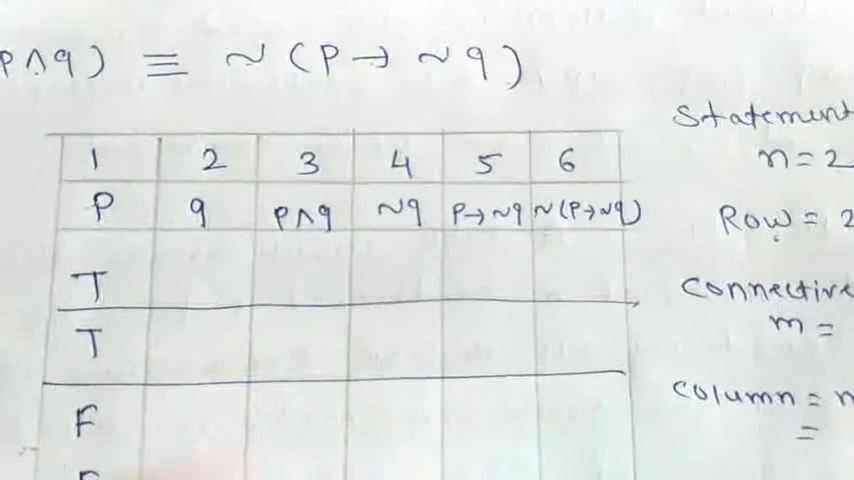 P∧q) ≡ ~(P→ ~q)
1 2 3 4 5 6
P q P∧q ~q P→~q ~(P→~q)
T
T
F
Statement
n=2
Row = 2
Connective
m =
Column = m
=